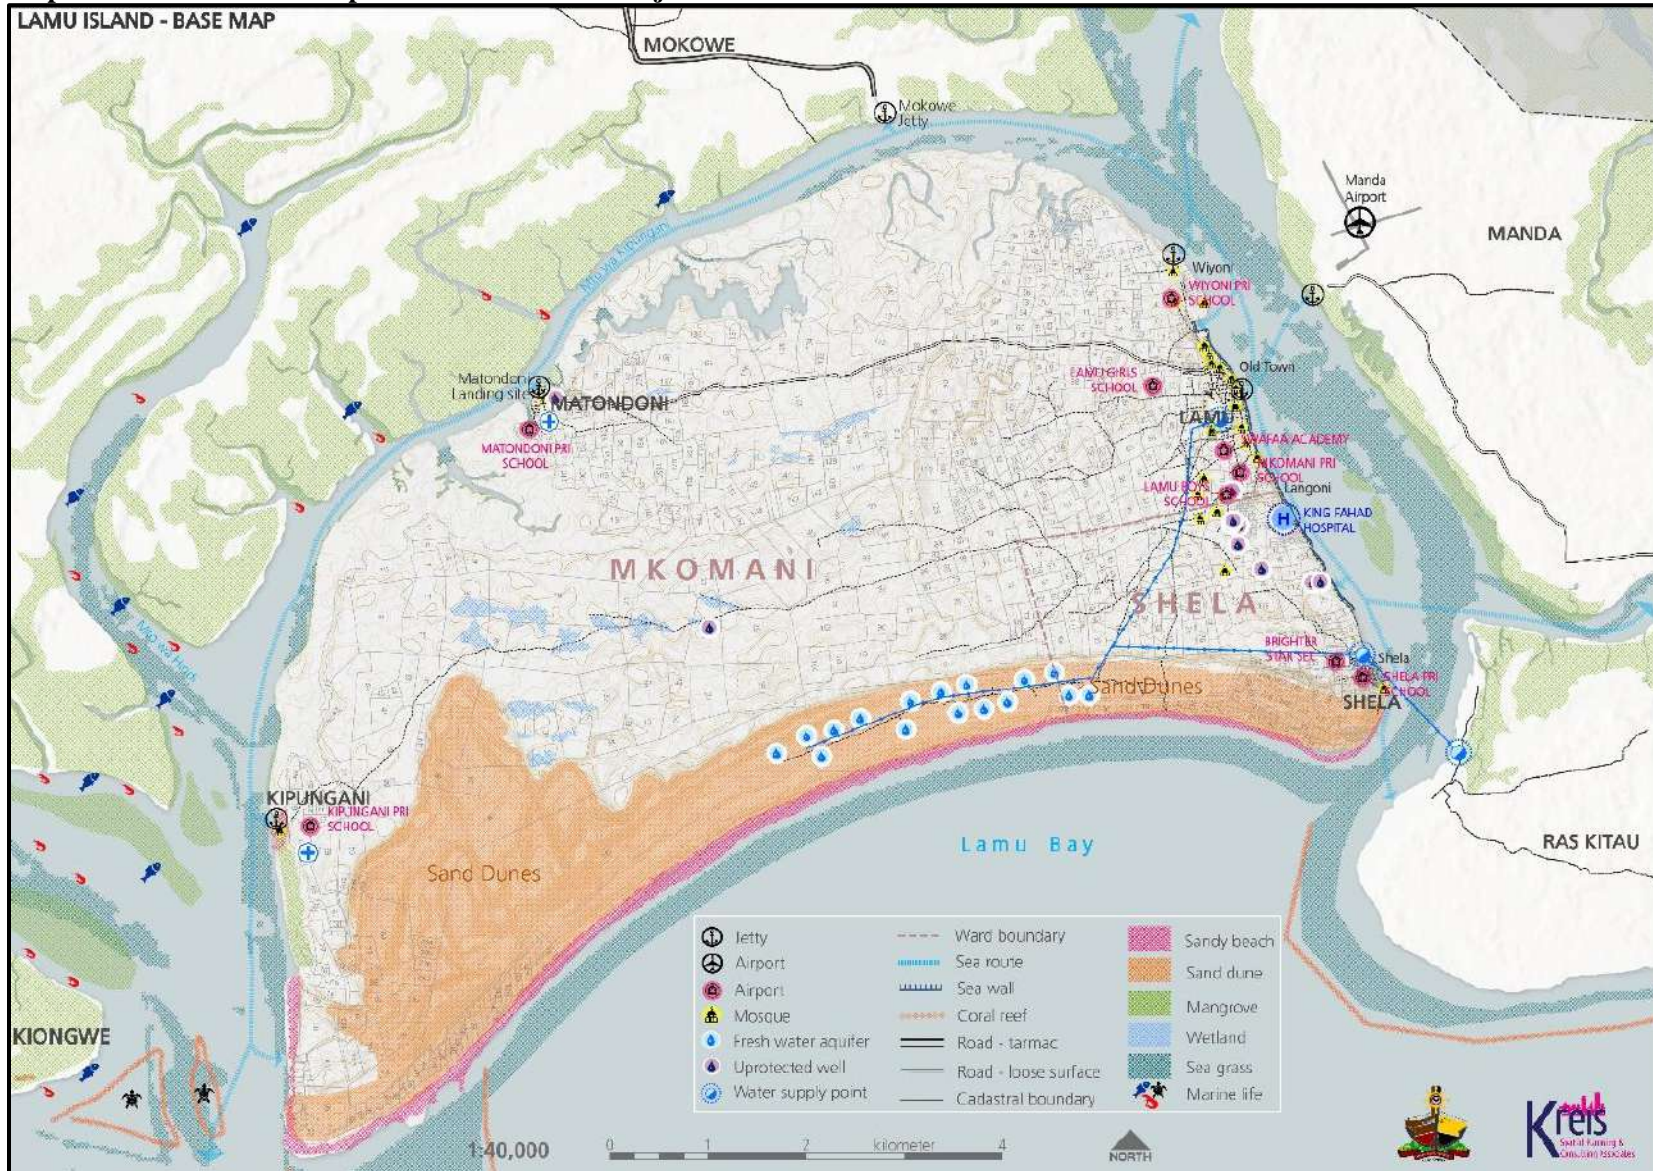 LAMU ISLAND - BASE MAP
MOKOWE
Mokowe
Jetty
Manda
Airport
MANDA
Wiyoni
WIYONI PRI
SCHOOL
Old Town
LAMU GIRLS
SCHOOL
LAMU
WAFAA ACADEMY
MKOMANI PRI
SCHOOL
LAMU BOYS
SCHOOL
Langoni
KING FAHAD
HOSPITAL
Matondoni
Landing site
MATONDONI
MATONDONI PRI
SCHOOL
MKOMANI
SHELA
BRIGHTER
STAR SEC
Shela
SHELA PRI
SCHOOL
SHELA
Sand Dunes
KIPUNGANI
KIPUNGANI PRI
SCHOOL
Sand Dunes
Lamu Bay
RAS KITAU
KIONGWE
Jetty
Airport
Airport
Mosque
Fresh water aquifer
Uprotected well
Water supply point
Ward boundary
Sea route
Sea wall
Coral reef
Road - tarmac
Road - loose surface
Cadastral boundary
Sandy beach
Sand dune
Mangrove
Wetland
Sea grass
Marine life
1:40,000
0 1 2 kilometer 4
NORTH
Kreis
Spatial Planning &
Consulting Associates